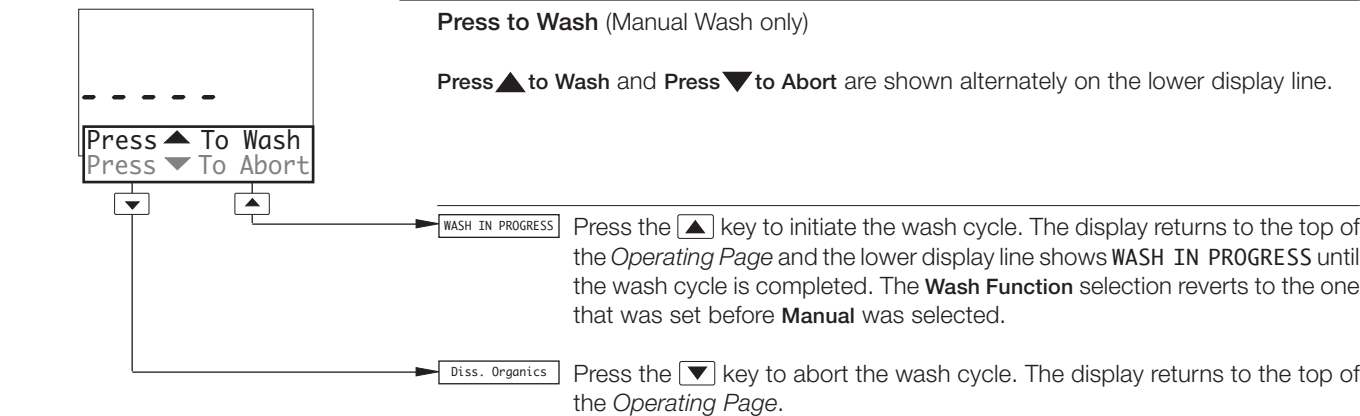 Press to Wash (Manual Wash only)
Press▲to Wash and Press▼to Abort are shown alternately on the lower display line.
- - - - -
Press ▲ To Wash
Press ▼ To Abort
WASH IN PROGRESS
Press the ▲ key to initiate the wash cycle. The display returns to the top of
the Operating Page and the lower display line shows WASH IN PROGRESS until
the wash cycle is completed. The Wash Function selection reverts to the one
that was set before Manual was selected.
Diss. Organics
Press the ▼ key to abort the wash cycle. The display returns to the top of
the Operating Page.